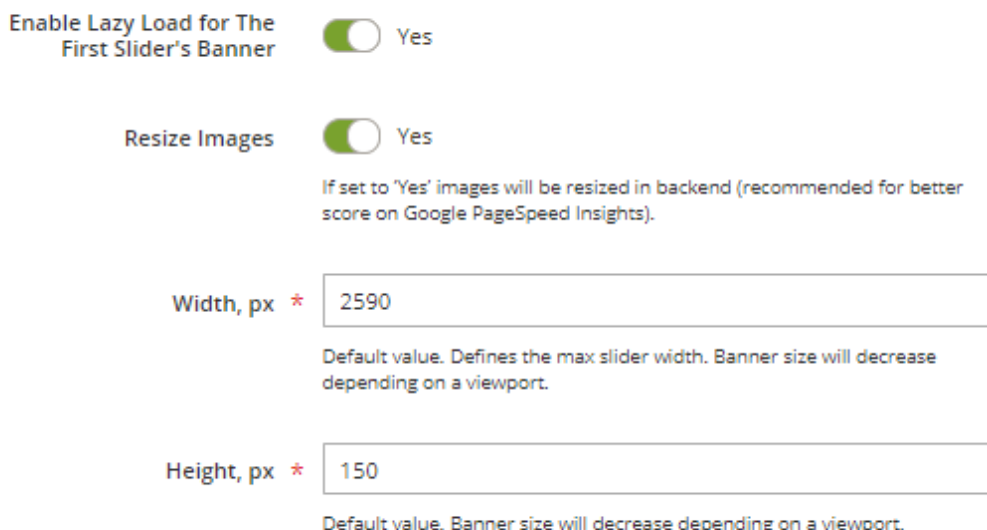 Enable Lazy Load for The
First Slider's Banner
Yes
Resize Images
Yes
If set to 'Yes' images will be resized in backend (recommended for better
score on Google PageSpeed Insights).
Width, px *
2590
Default value. Defines the max slider width. Banner size will decrease
depending on a viewport.
Height, px *
150
Default value. Banner size will decrease depending on a viewport.